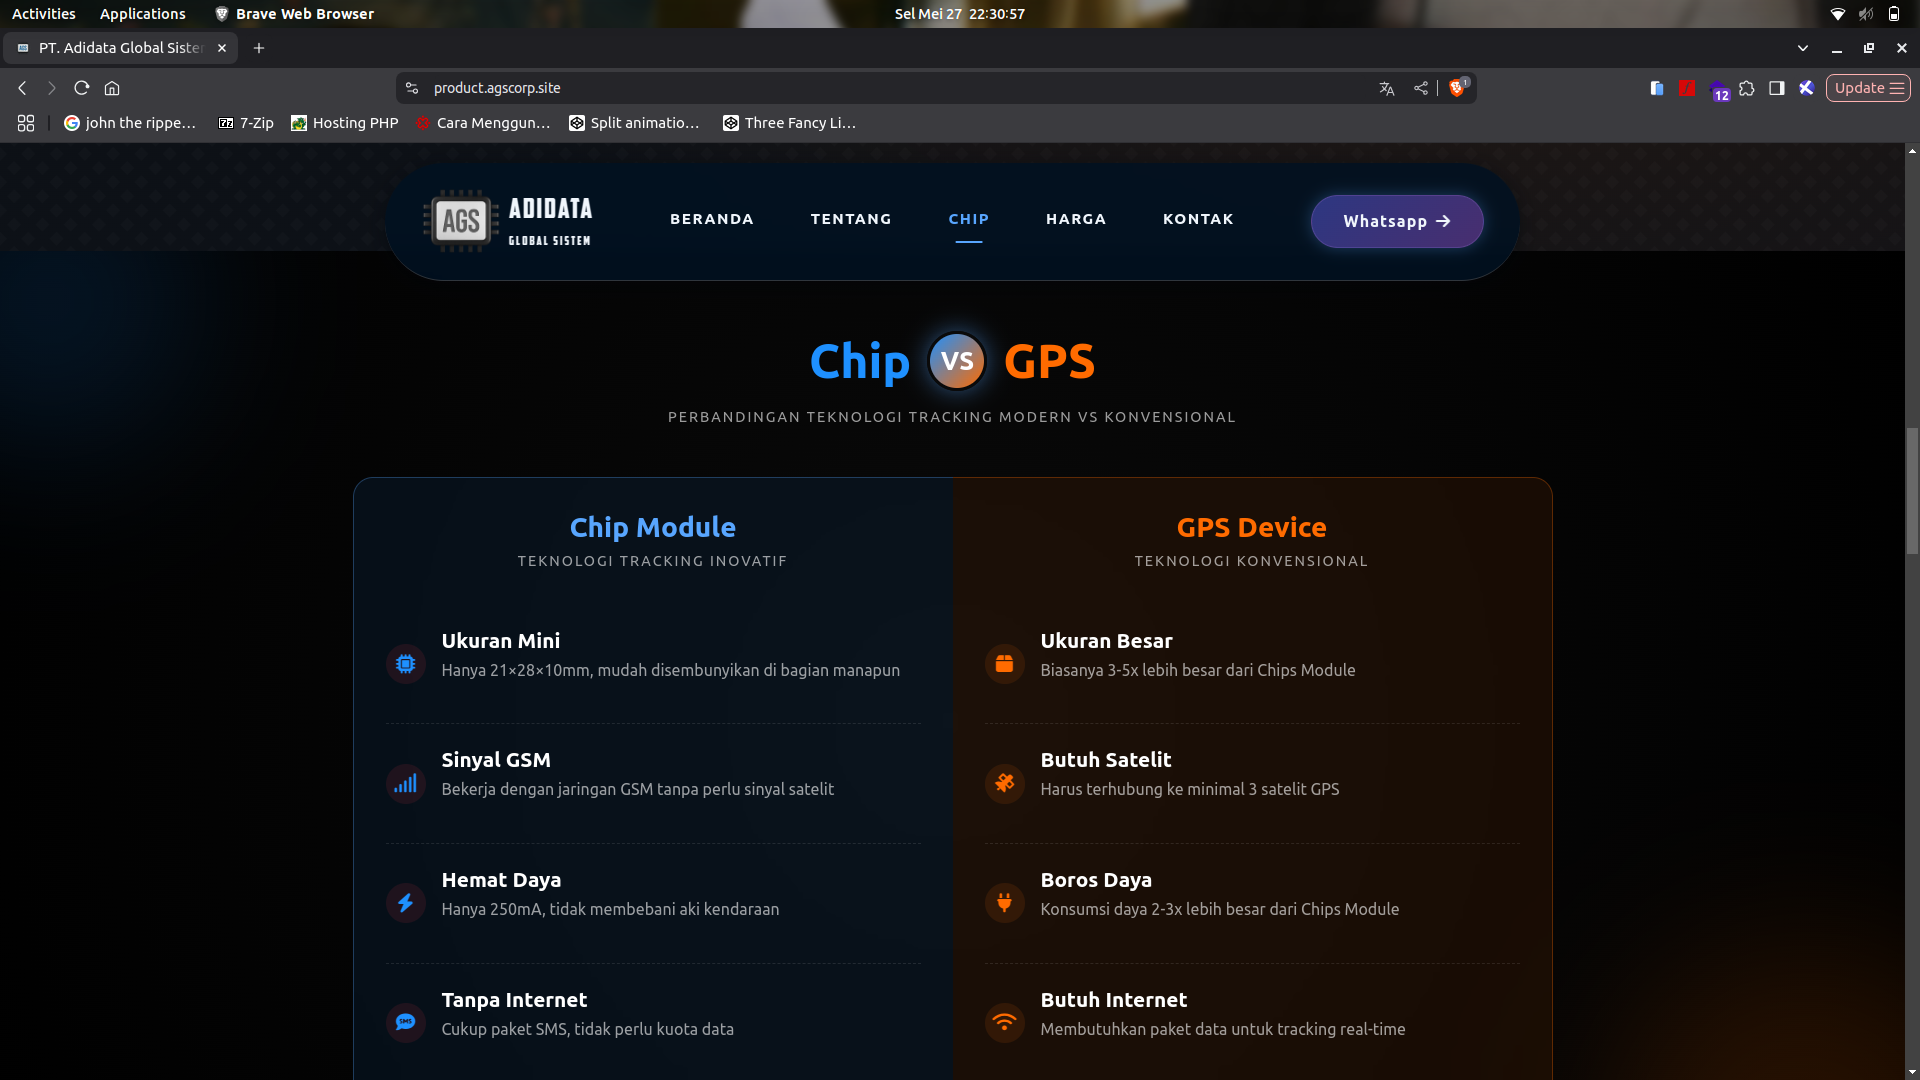 Activities
Applications
Brave Web Browser
Sel Mei 27 22:30:57
PT. Adidata Global Sister
product.agscorp.site
1
12
Update
john the rippe...
7-Zip
Hosting PHP
Cara Menggun...
Split animatio...
Three Fancy Li...
AGS
ADIDATA
GLOBAL SISTEM
BERANDA
TENTANG
CHIP
HARGA
KONTAK
Whatsapp →
Chip VS GPS
PERBANDINGAN TEKNOLOGI TRACKING MODERN VS KONVENSIONAL
Chip Module
TEKNOLOGI TRACKING INOVATIF
Ukuran Mini
Hanya 21×28×10mm, mudah disembunyikan di bagian manapun
Sinyal GSM
Bekerja dengan jaringan GSM tanpa perlu sinyal satelit
Hemat Daya
Hanya 250mA, tidak membebani aki kendaraan
SMS
Tanpa Internet
Cukup paket SMS, tidak perlu kuota data
GPS Device
TEKNOLOGI KONVENSIONAL
Ukuran Besar
Biasanya 3-5x lebih besar dari Chips Module
Butuh Satelit
Harus terhubung ke minimal 3 satelit GPS
Boros Daya
Konsumsi daya 2-3x lebih besar dari Chips Module
Butuh Internet
Membutuhkan paket data untuk tracking real-time